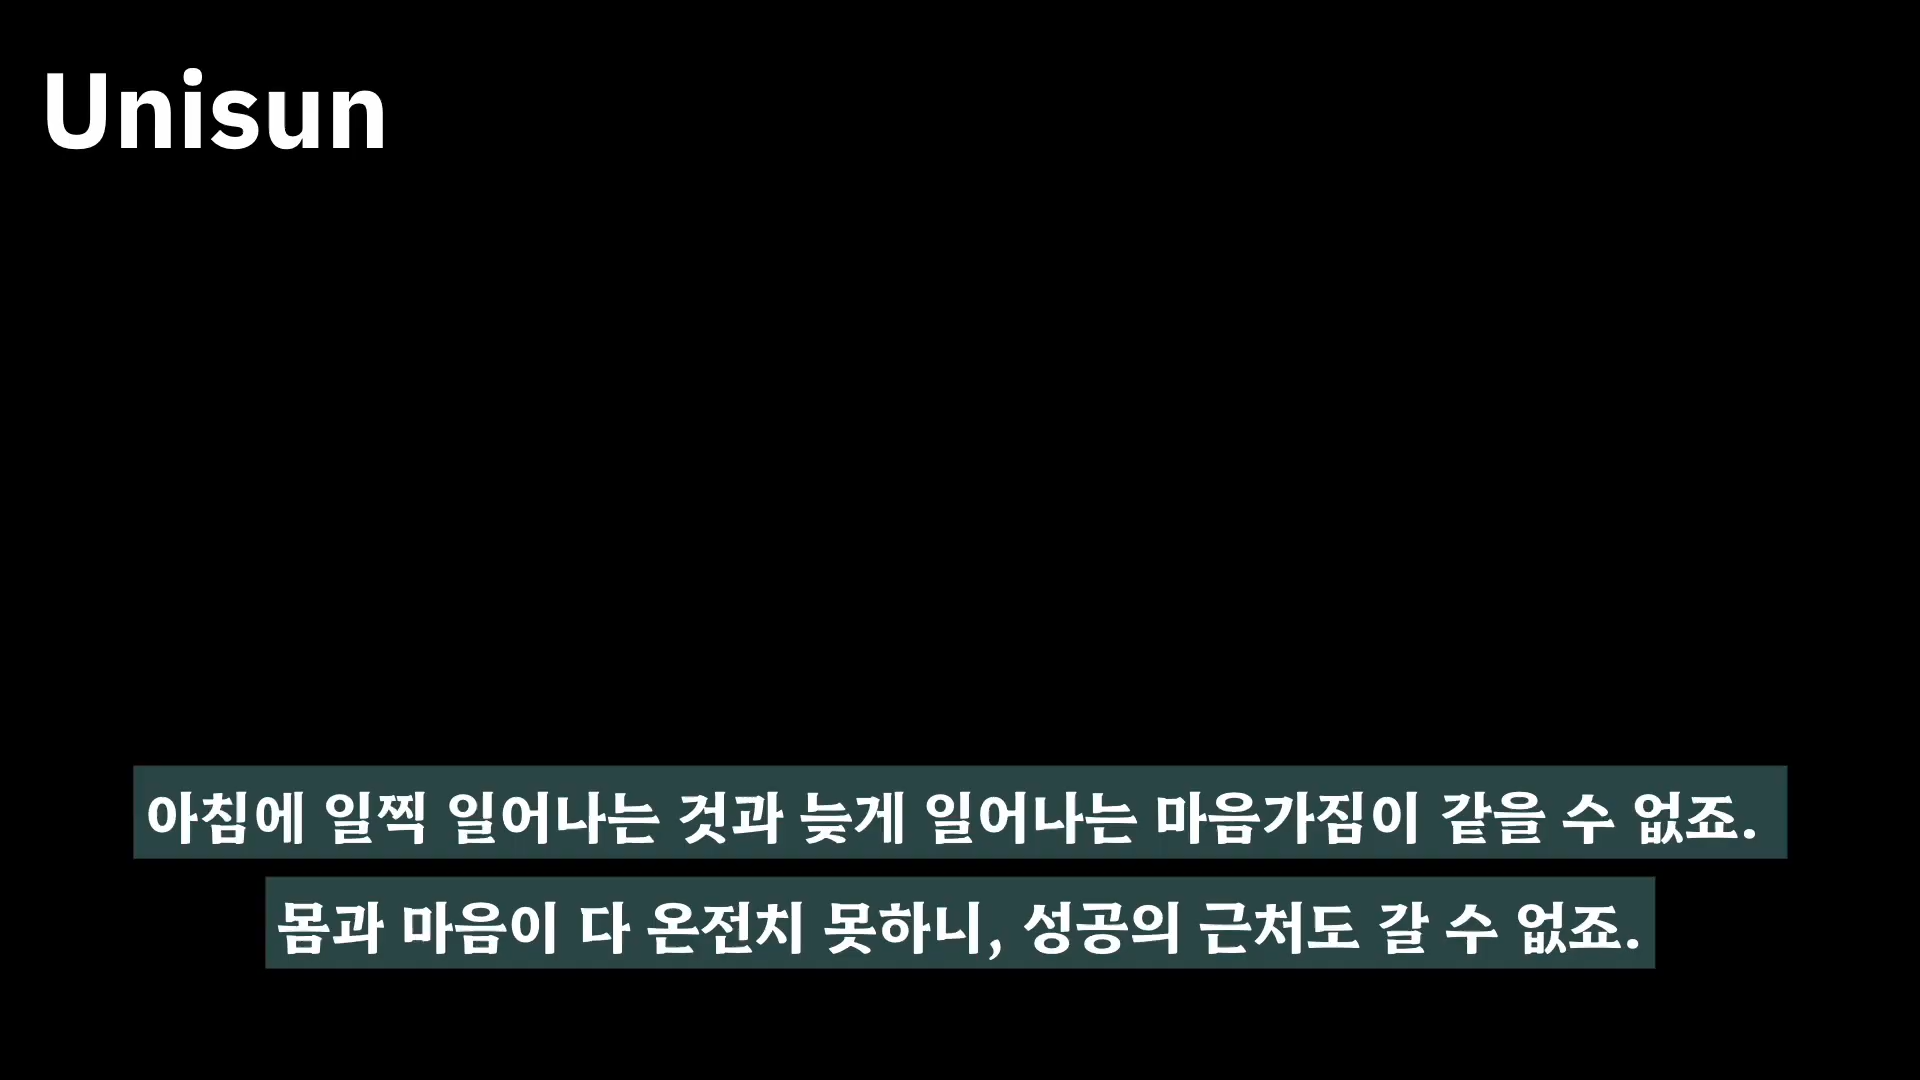 Unisun
아침에 일찍 일어나는 것과 늦게 일어나는 마음가짐이 같을 수 없죠.
몸과 마음이 다 온전치 못하니, 성공의 근처도 갈 수 없죠.